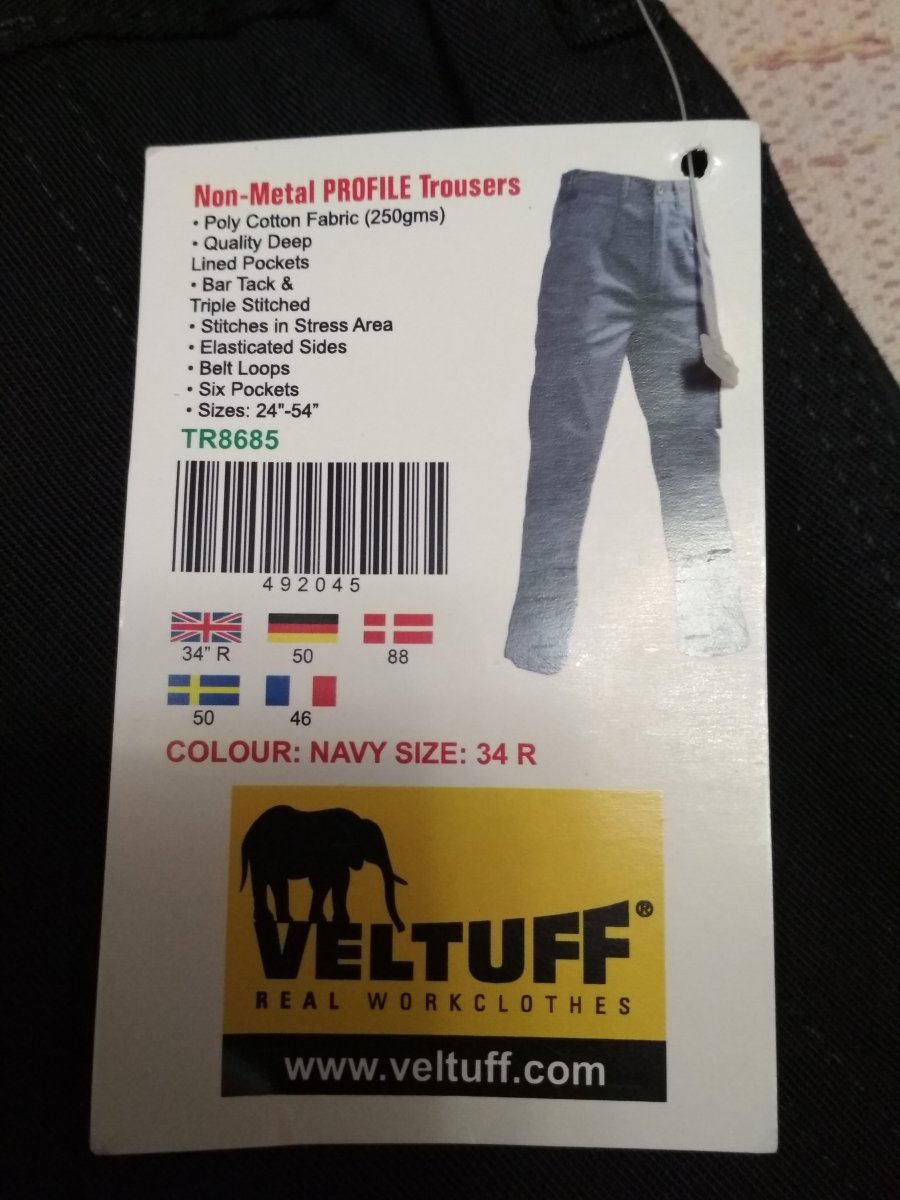 Non-Metal PROFILE Trousers
• Poly Cotton Fabric (250gms)
• Quality Deep
Lined Pockets
• Bar Tack &
Triple Stitched
• Stitches in Stress Area
• Elasticated Sides
• Belt Loops
• Six Pockets
• Sizes: 24"-54"
TR8685
492045
34" R 50 88
50 46
COLOUR: NAVY SIZE: 34 R
VELTUFF®
REAL WORKCLOTHES
www.veltuff.com